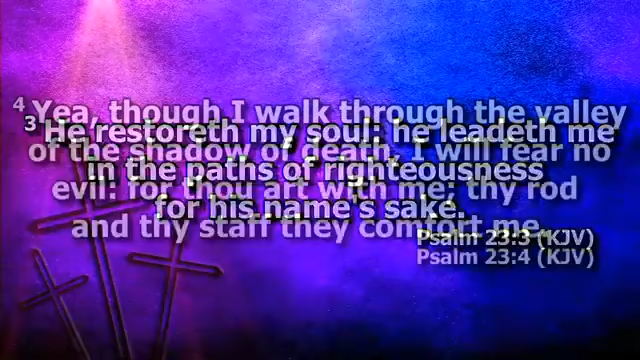 4 Yea, though I walk through the valley
3 He restoreth my soul: he leadeth me
of the shadow of death, I will fear no
in the paths of righteousness
evil: for thou art with me; thy rod
for his name's sake.
and thy staff they comfort me.
Psalm 23:3 (KJV)
Psalm 23:4 (KJV)